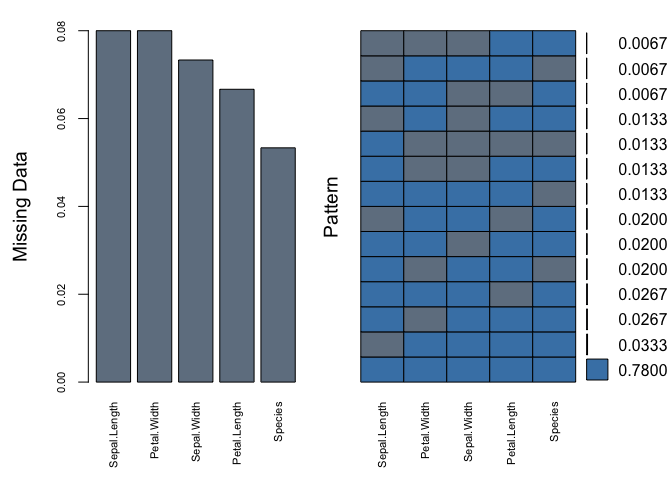 Missing Data
0.08
0.06
0.04
0.02
0.00
Sepal.Length
Petal.Width
Sepal.Width
Petal.Length
Species
Pattern
Sepal.Length
Petal.Width
Sepal.Width
Petal.Length
Species
0.0067
0.0067
0.0067
0.0133
0.0133
0.0133
0.0133
0.0200
0.0200
0.0200
0.0267
0.0267
0.0333
0.7800